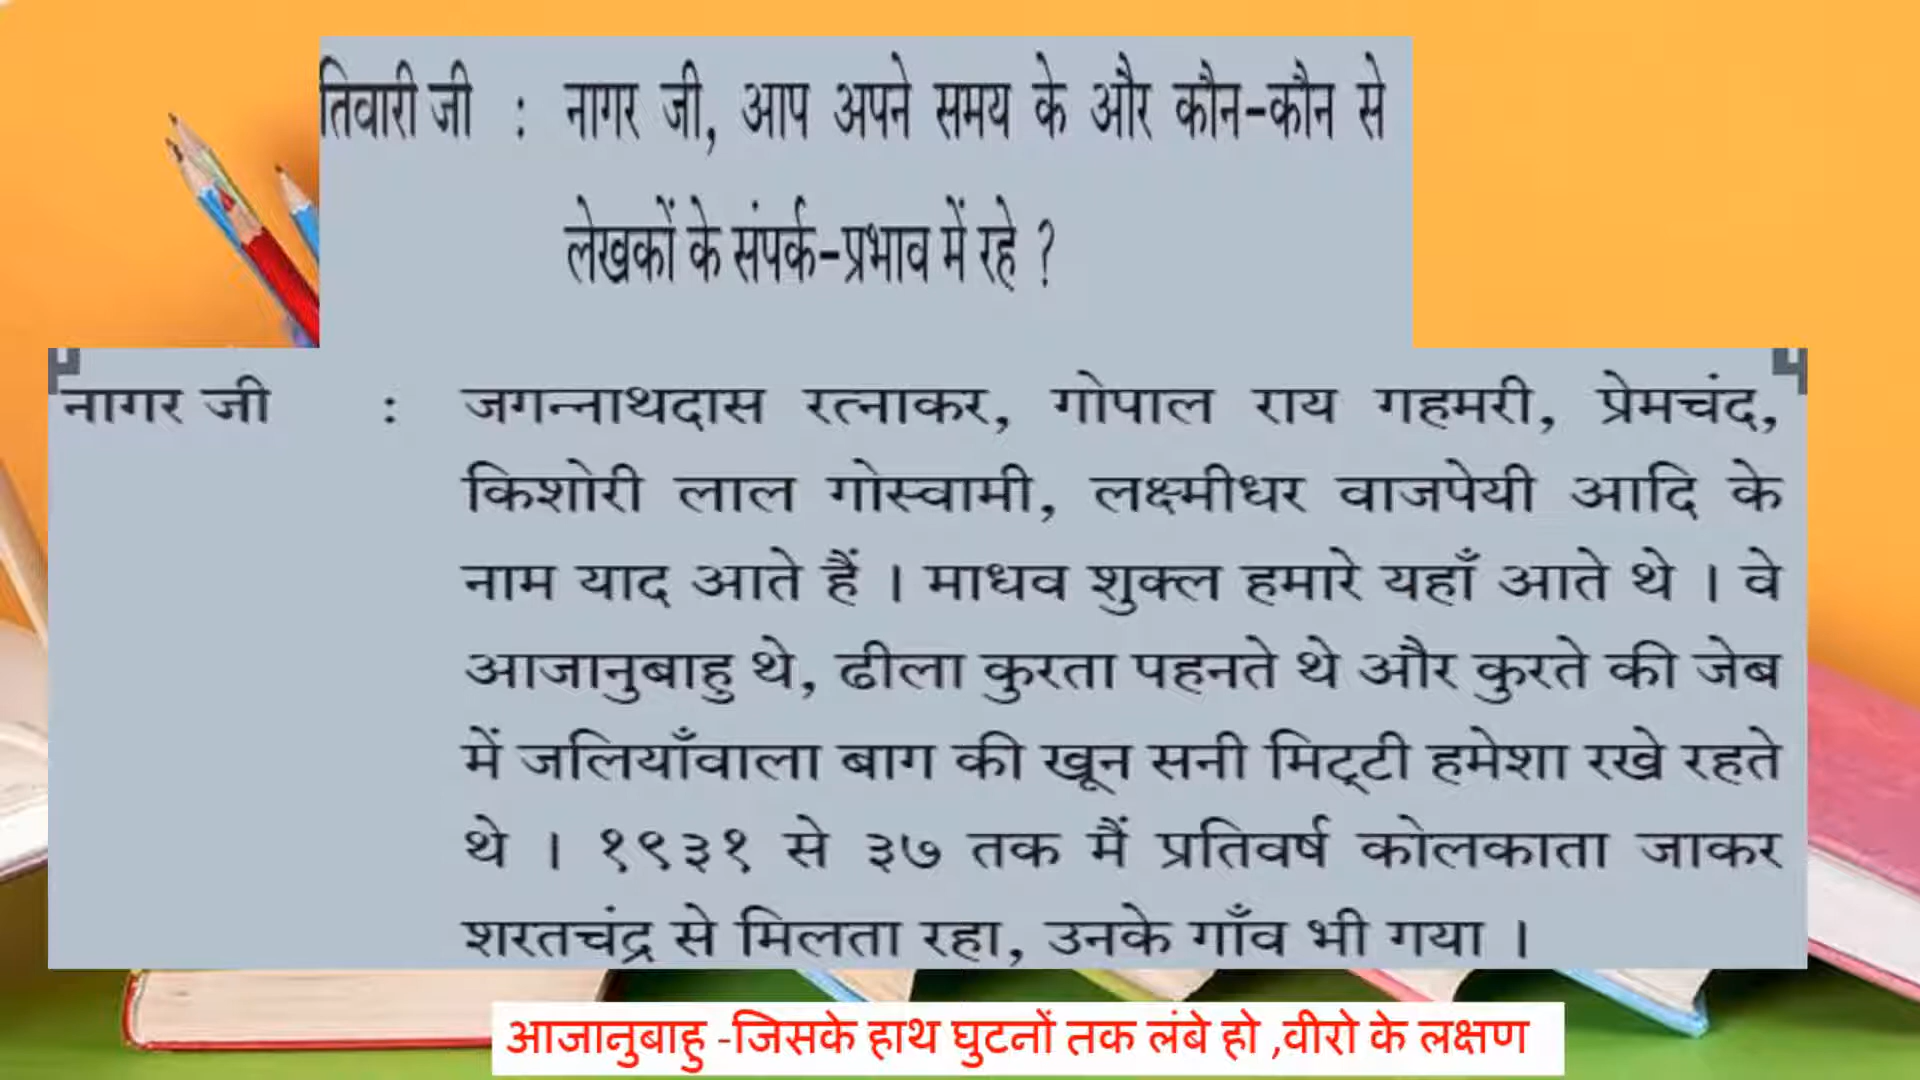 तिवारी जी : नागर जी, आप अपने समय के और कौन-कौन से
लेखकों के संपर्क-प्रभाव में रहे ?
नागर जी : जगन्नाथदास रत्नाकर, गोपाल राय गहमरी, प्रेमचंद,
किशोरी लाल गोस्वामी, लक्ष्मीधर वाजपेयी आदि के
नाम याद आते हैं । माधव शुक्ल हमारे यहाँ आते थे । वे
आजानुबाहु थे, ढीला कुरता पहनते थे और कुरते की जेब
में जलियाँवाला बाग की खून सनी मिट्टी हमेशा रखे रहते
थे । १९३१ से ३७ तक मैं प्रतिवर्ष कोलकाता जाकर
शरतचंद्र से मिलता रहा, उनके गाँव भी गया ।
आजानुबाहु -जिसके हाथ घुटनों तक लंबे हो ,वीरो के लक्षण